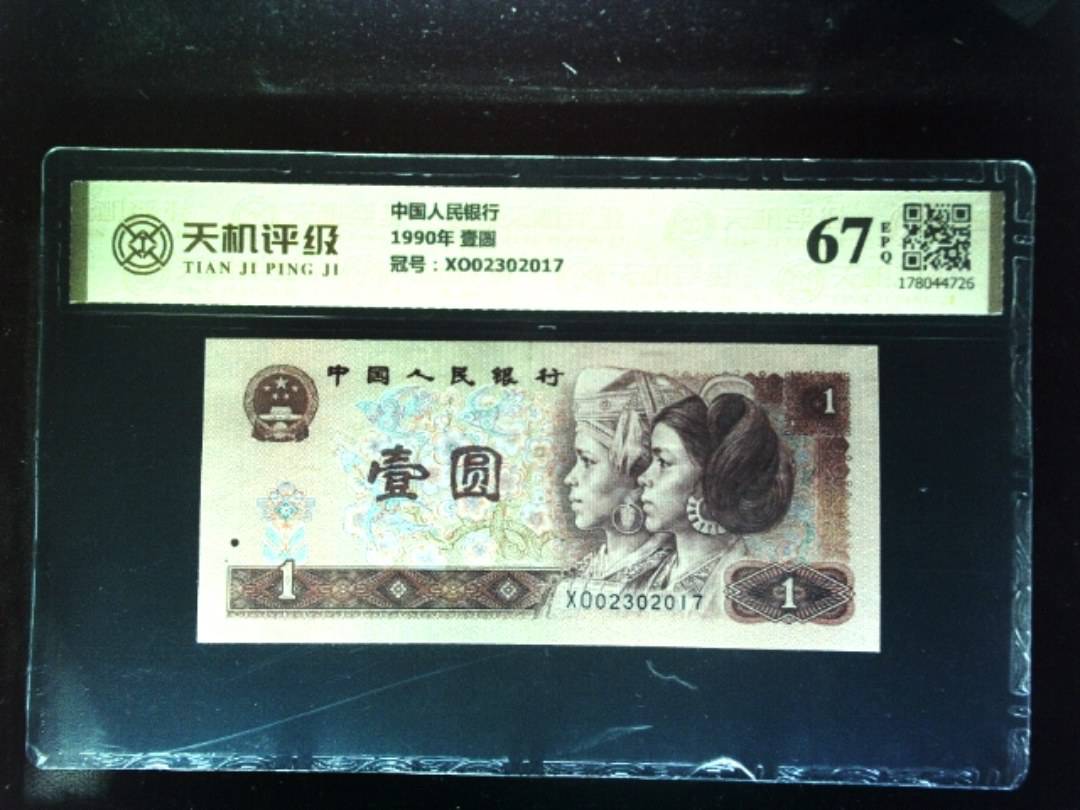 天机评级
TIAN JI PING JI
中国人民银行
1990年 壹圆
冠号：XO02302017
67 EPQ
178044726
中国人民银行
1
壹圆
1
XO02302017
1